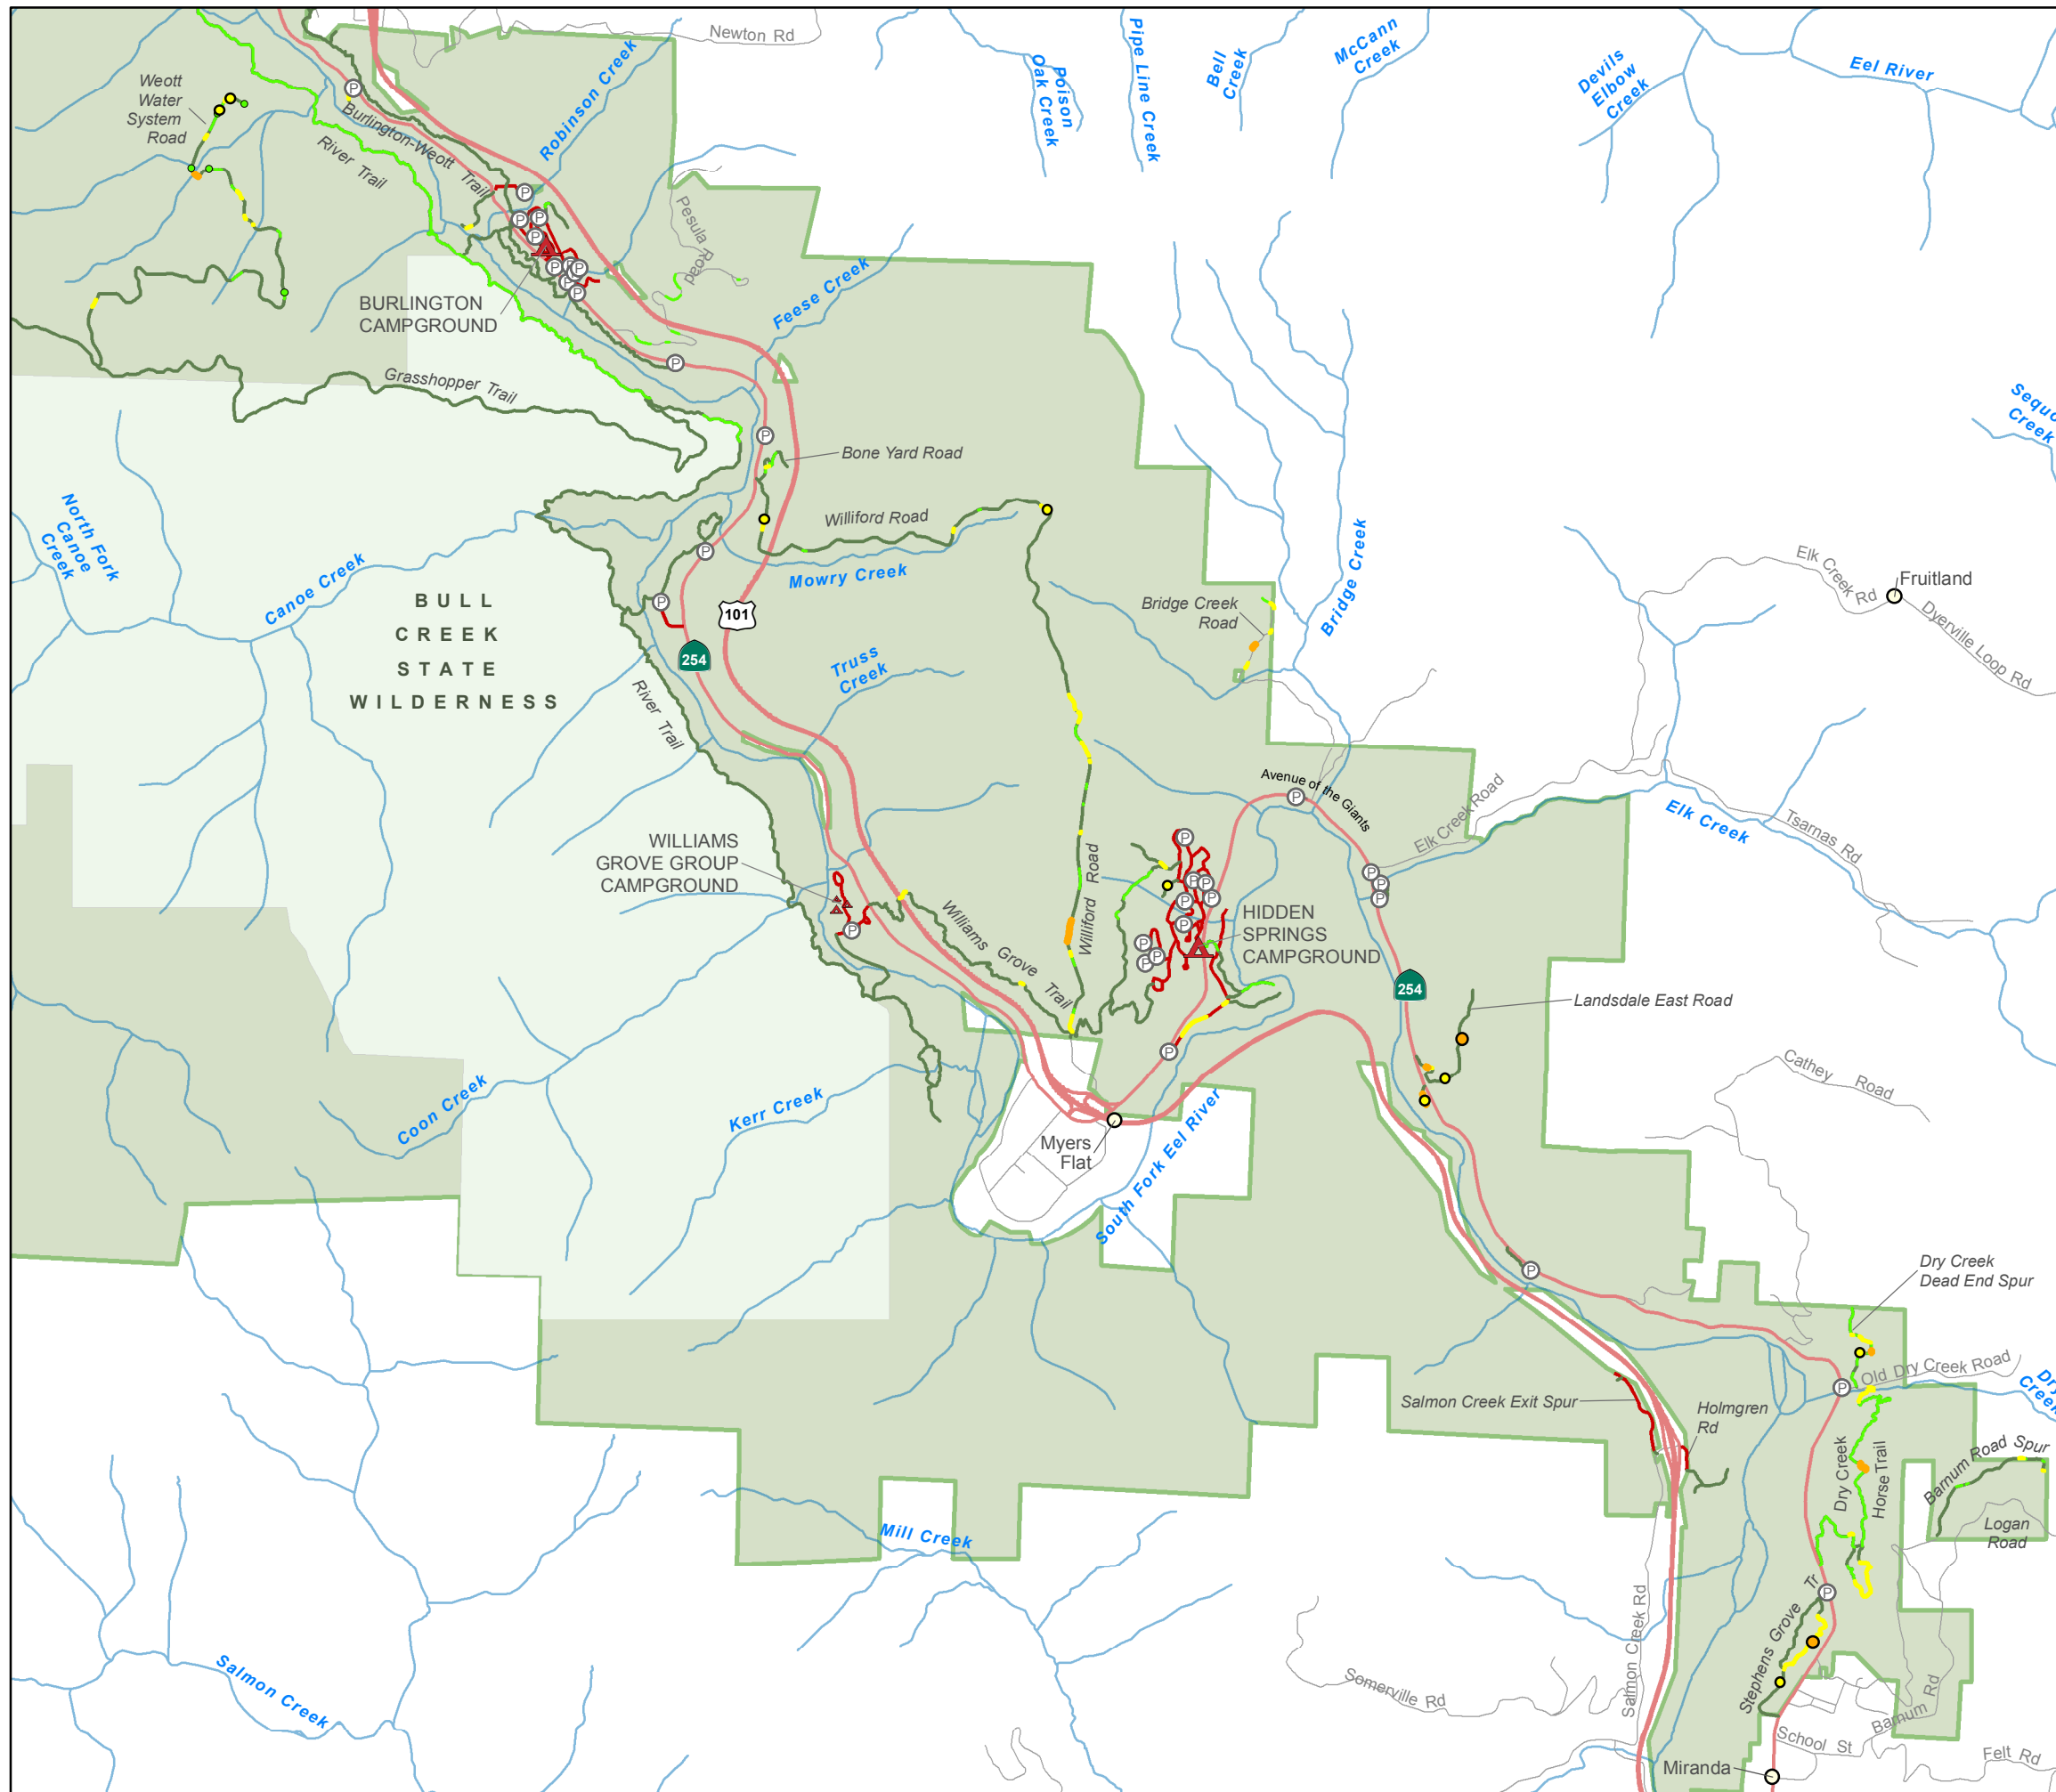 Newton Rd
Weott
Water
System
Road
Burlington-Weott
Trail
River Trail
Robinson Creek
Poison
Oak Creek
Pipe Line Creek
Bell
Creek
McCann
Creek
Devils
Elbow
Creek
Eel River
P
P
P
P
P
P
P
P
P
P
Pesula Road
BURLINGTON
CAMPGROUND
Feese Creek
P
Grasshopper Trail
P
Bone Yard Road
Creek
North Fork
Canoe
Creek
Canoe Creek
Williford Road
P
Mowry Creek
BULL
CREEK
STATE
WILDERNESS
P
101
254
Truss
Creek
River Trail
Bridge Creek
Bridge Creek
Road
Elk Creek Rd
Fruitland
Dyerville Loop Rd
Avenue of the Giants
P
Elk Creek Road
Elk Creek
Tsarnas Rd
WILLIAMS
GROVE GROUP
CAMPGROUND
P
Williams Grove Trail
Williford Road
P
P
P
P
P
P
P
P
P
HIDDEN
SPRINGS
CAMPGROUND
P
P
P
254
Landsdale East Road
P
Cathey Road
Coon Creek
Kerr Creek
Myers
Flat
South Fork Eel River
P
Dry Creek
Dead End Spur
P
Old Dry Creek Road
Creek
Salmon Creek Exit Spur
Holmgren
Rd
Dry Creek
Horse Trail
Barnum Road Spur
Logan
Road
Mill Creek
P
Stephens Grove Tr
Salmon Creek
Somerville Rd
Salmon Creek Rd
Barnum Rd
School St
Felt Rd
Miranda